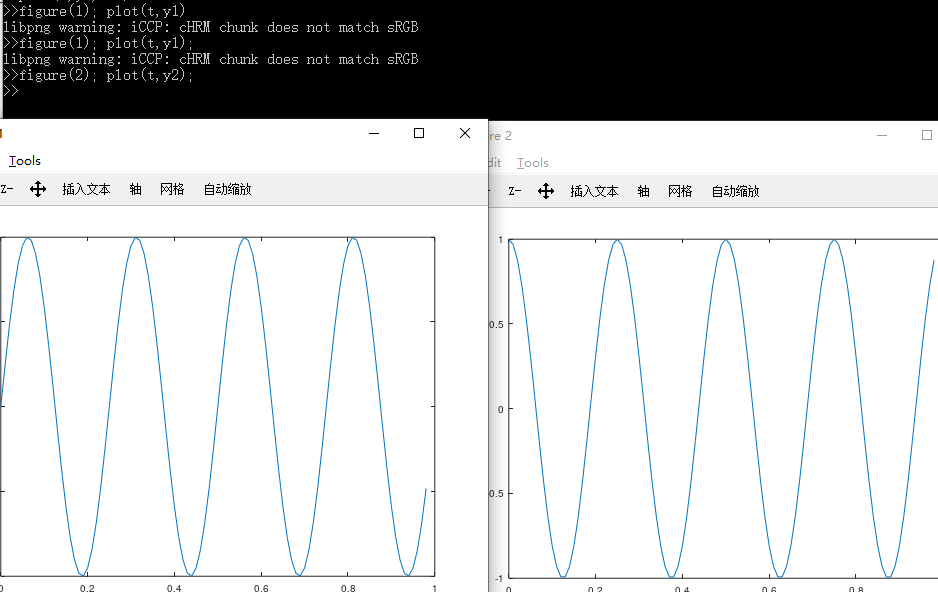 >>figure(1); plot(t,y1)
libpng warning: iCCP: cHRM chunk does not match sRGB
>>figure(1); plot(t,y1);
libpng warning: iCCP: cHRM chunk does not match sRGB
>>figure(2); plot(t,y2);
>>
Tools
Z- 插入文本 轴 网格 自动缩放
0 0.2 0.4 0.6 0.8 1
re 2
dit Tools
Z- 插入文本 轴 网格 自动缩放
1
0.5
0
0.5
-1
0 0.2 0.4 0.6 0.8